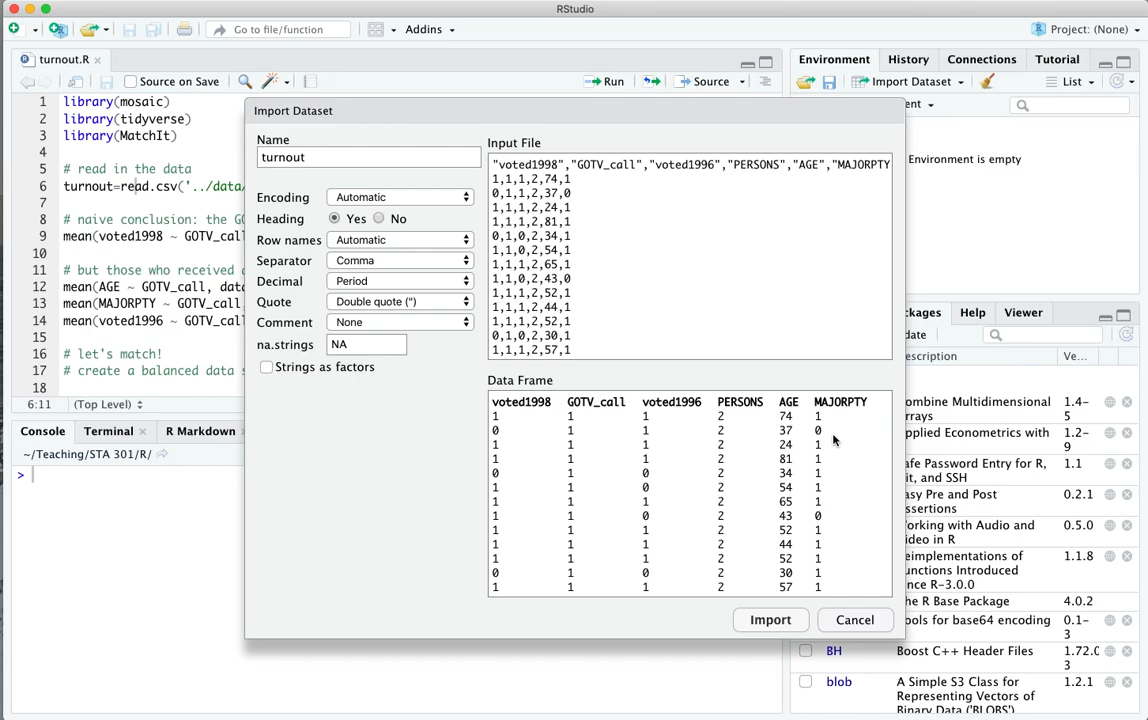 RStudio
Go to file/function
Addins
Project: (None)
turnout.R
Source on Save
Run
Source
1 library(mosaic)
2 library(tidyverse)
3 library(MatchIt)
4
5 # read in the data
6 turnout=read.csv('../data/
7
8 # naive conclusion: the GO
9 mean(voted1998 ~ GOTV_call
10
11 # but those who received a
12 mean(AGE ~ GOTV_call, data
13 mean(MAJORPTY ~ GOTV_call,
14 mean(voted1996 ~ GOTV_call
15
16 # let's match!
17 # create a balanced data s
18
6:11 (Top Level)
Console
Terminal
R Markdown
~/Teaching/STA 301/R/
>
Import Dataset
Name
turnout
Encoding Automatic
Heading Yes No
Row names Automatic
Separator Comma
Decimal Period
Quote Double quote (")
Comment None
na.strings NA
Strings as factors
Input File
"voted1998","GOTV_call","voted1996","PERSONS","AGE","MAJORPTY
1,1,1,2,74,1
0,1,1,2,37,0
1,1,1,2,24,1
1,1,1,2,81,1
0,1,0,2,34,1
1,1,0,2,54,1
1,1,1,2,65,1
1,1,0,2,43,0
1,1,1,2,52,1
1,1,1,2,44,1
1,1,1,2,52,1
0,1,0,2,30,1
1,1,1,2,57,1
Data Frame
voted1998 GOTV_call voted1996 PERSONS AGE MAJORPTY
1 1 1 2 74 1
0 1 1 2 37 0
1 1 1 2 24 1
1 1 1 2 81 1
0 1 0 2 34 1
1 1 0 2 54 1
1 1 1 2 65 1
1 1 0 2 43 0
1 1 1 2 52 1
1 1 1 2 44 1
1 1 1 2 52 1
0 1 0 2 30 1
1 1 1 2 57 1
Import
Cancel
Environment
History
Connections
Tutorial
Import Dataset
List
ent
Environment is empty
ckages
Help
Viewer
date
escription Ve...
ombine Multidimensional 1.4-
rrays 5
pplied Econometrics with 1.2-
9
afe Password Entry for R, 1.1
it, and SSH
asy Pre and Post 0.2.1
ssertions
orking with Audio and 0.5.0
ideo in R
eimplementations of 1.1.8
unctions Introduced
nce R-3.0.0
he R Base Package 4.0.2
ools for base64 encoding 0.1-
3
BH Boost C++ Header Files 1.72.0
3
blob A Simple S3 Class for 1.2.1
Representing Vectors of
Binary Data ('BLOBS')